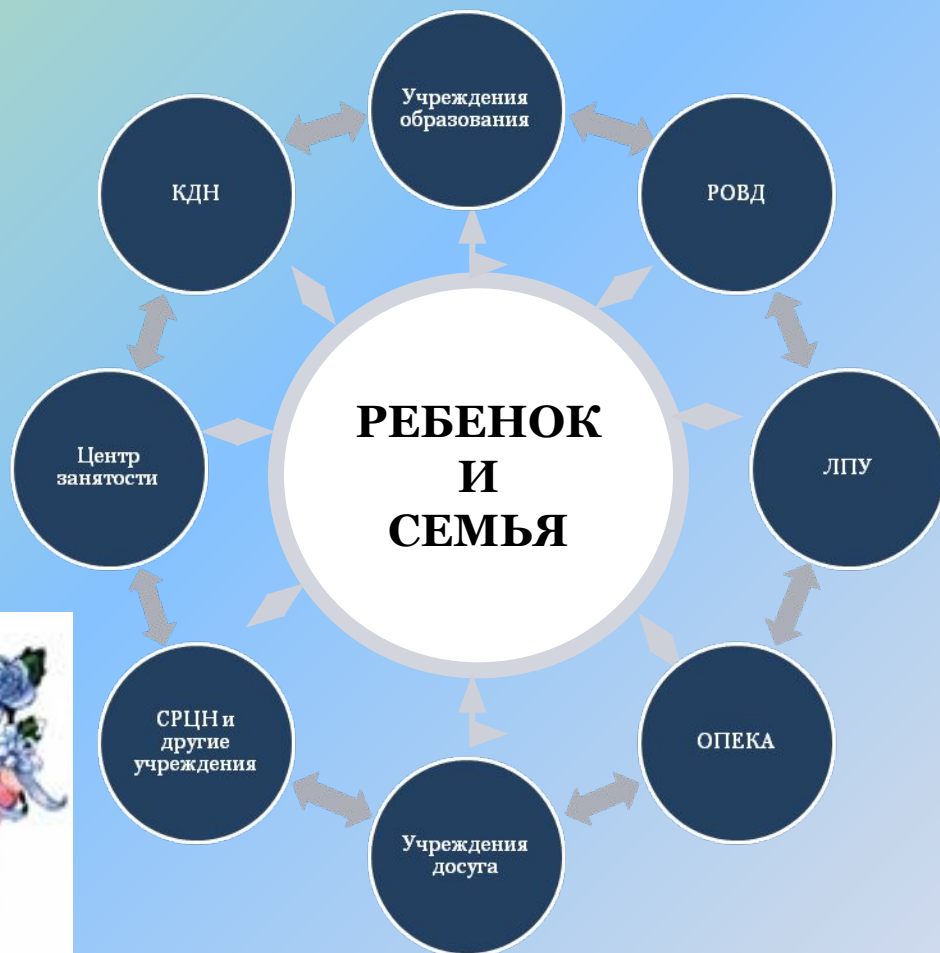 Учреждения
образования
КДН
РОВД
РЕБЕНОК
И
СЕМЬЯ
Центр
занятости
ЛПУ
СРЦН и
другие
учреждения
ОПЕКА
Учреждения
досуга